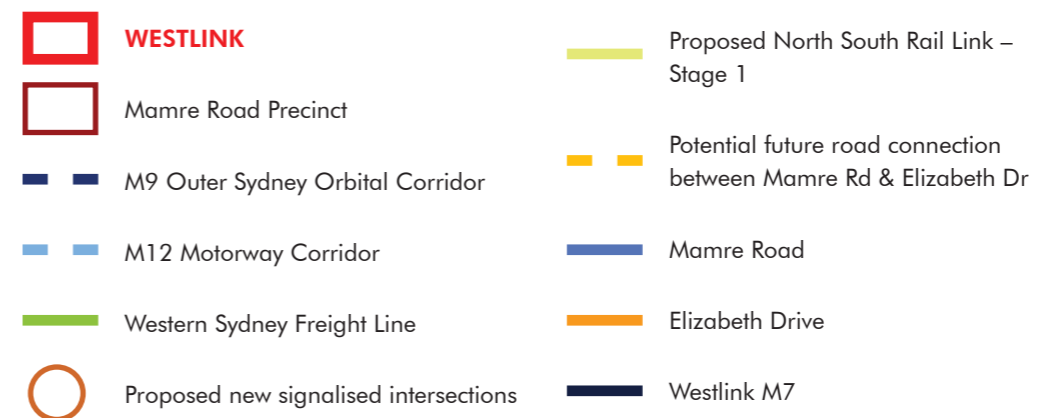 WESTLINK
Mamre Road Precinct
M9 Outer Sydney Orbital Corridor
M12 Motorway Corridor
Western Sydney Freight Line
Proposed new signalised intersections
Proposed North South Rail Link –
Stage 1
Potential future road connection
between Mamre Rd & Elizabeth Dr
Mamre Road
Elizabeth Drive
Westlink M7